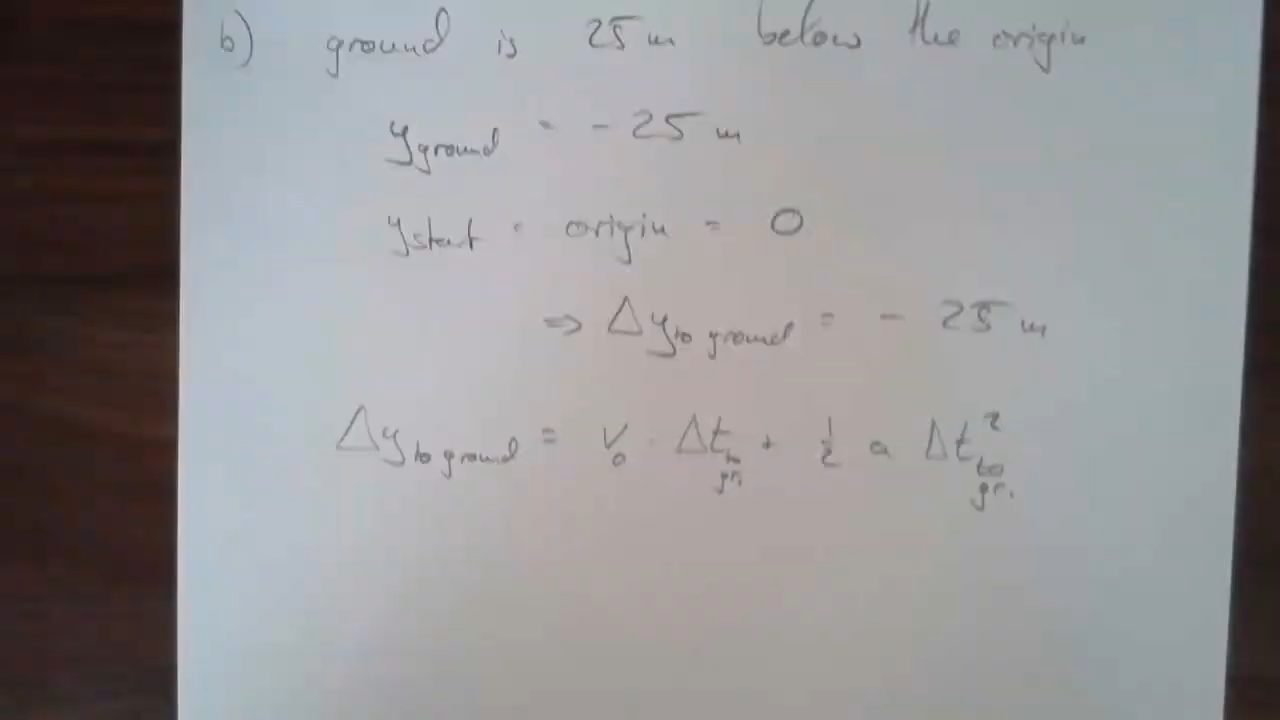 b) ground is 25 m below the origin
y_ground = - 25 m
y_start = origin = 0
⇒ Δy_to ground = - 25 m
Δy_to ground = v_0 · Δt_to gr. + 1/2 a Δt²_to gr.